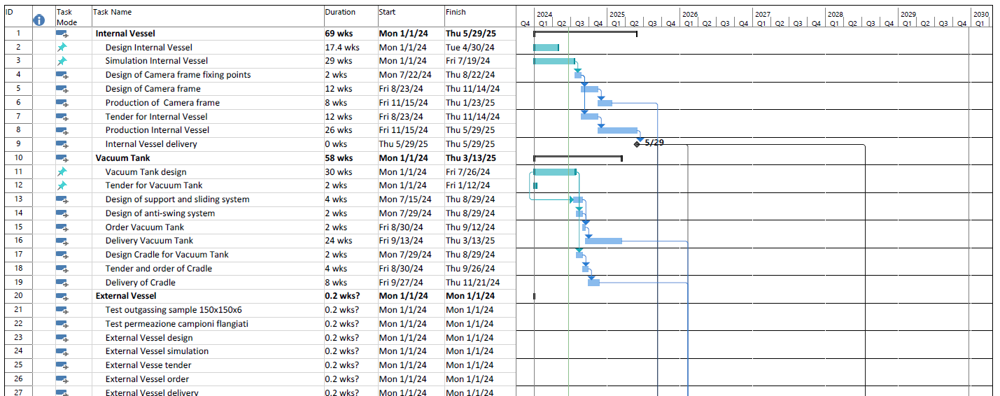 ID Task Mode Task Name Duration Start Finish
2024 2025 2026 2027 2028 2029 2030
Q4 Q1 Q2 Q3 Q4 Q1 Q2 Q3 Q4 Q1 Q2 Q3 Q4 Q1 Q2 Q3 Q4 Q1 Q2 Q3 Q4 Q1 Q2 Q3 Q4 Q1
1 Internal Vessel 69 wks Mon 1/1/24 Thu 5/29/25
2 Design Internal Vessel 17.4 wks Mon 1/1/24 Tue 4/30/24
3 Simulation Internal Vessel 29 wks Mon 1/1/24 Fri 7/19/24
4 Design of Camera frame fixing points 2 wks Mon 7/22/24 Thu 8/22/24
5 Design of Camera frame 12 wks Fri 8/23/24 Thu 11/14/24
6 Production of Camera frame 8 wks Fri 11/15/24 Thu 1/23/25
7 Tender for Internal Vessel 12 wks Fri 8/23/24 Thu 11/14/24
8 Production Internal Vessel 26 wks Fri 11/15/24 Thu 5/29/25
9 Internal Vessel delivery 0 wks Thu 5/29/25 Thu 5/29/25 5/29
10 Vacuum Tank 58 wks Mon 1/1/24 Thu 3/13/25
11 Vacuum Tank design 30 wks Mon 1/1/24 Fri 7/26/24
12 Tender for Vacuum Tank 2 wks Mon 1/1/24 Fri 1/12/24
13 Design of support and sliding system 4 wks Mon 7/15/24 Thu 8/29/24
14 Design of anti-swing system 2 wks Mon 7/29/24 Thu 8/29/24
15 Order Vacuum Tank 2 wks Fri 8/30/24 Thu 9/12/24
16 Delivery Vacuum Tank 24 wks Fri 9/13/24 Thu 3/13/25
17 Design Cradle for Vacuum Tank 2 wks Mon 7/29/24 Thu 8/29/24
18 Tender and order of Cradle 4 wks Fri 8/30/24 Thu 9/26/24
19 Delivery of Cradle 8 wks Fri 9/27/24 Thu 11/21/24
20 External Vessel 0.2 wks? Mon 1/1/24 Mon 1/1/24
21 Test outgassing sample 150x150x6 0.2 wks? Mon 1/1/24 Mon 1/1/24
22 Test permeazione campioni flangiati 0.2 wks? Mon 1/1/24 Mon 1/1/24
23 External Vessel design 0.2 wks? Mon 1/1/24 Mon 1/1/24
24 External Vessel simulation 0.2 wks? Mon 1/1/24 Mon 1/1/24
25 External Vesse tender 0.2 wks? Mon 1/1/24 Mon 1/1/24
26 External Vessel order 0.2 wks? Mon 1/1/24 Mon 1/1/24
27 External Vessel delivery 0.2 wks? Mon 1/1/24 Mon 1/1/24